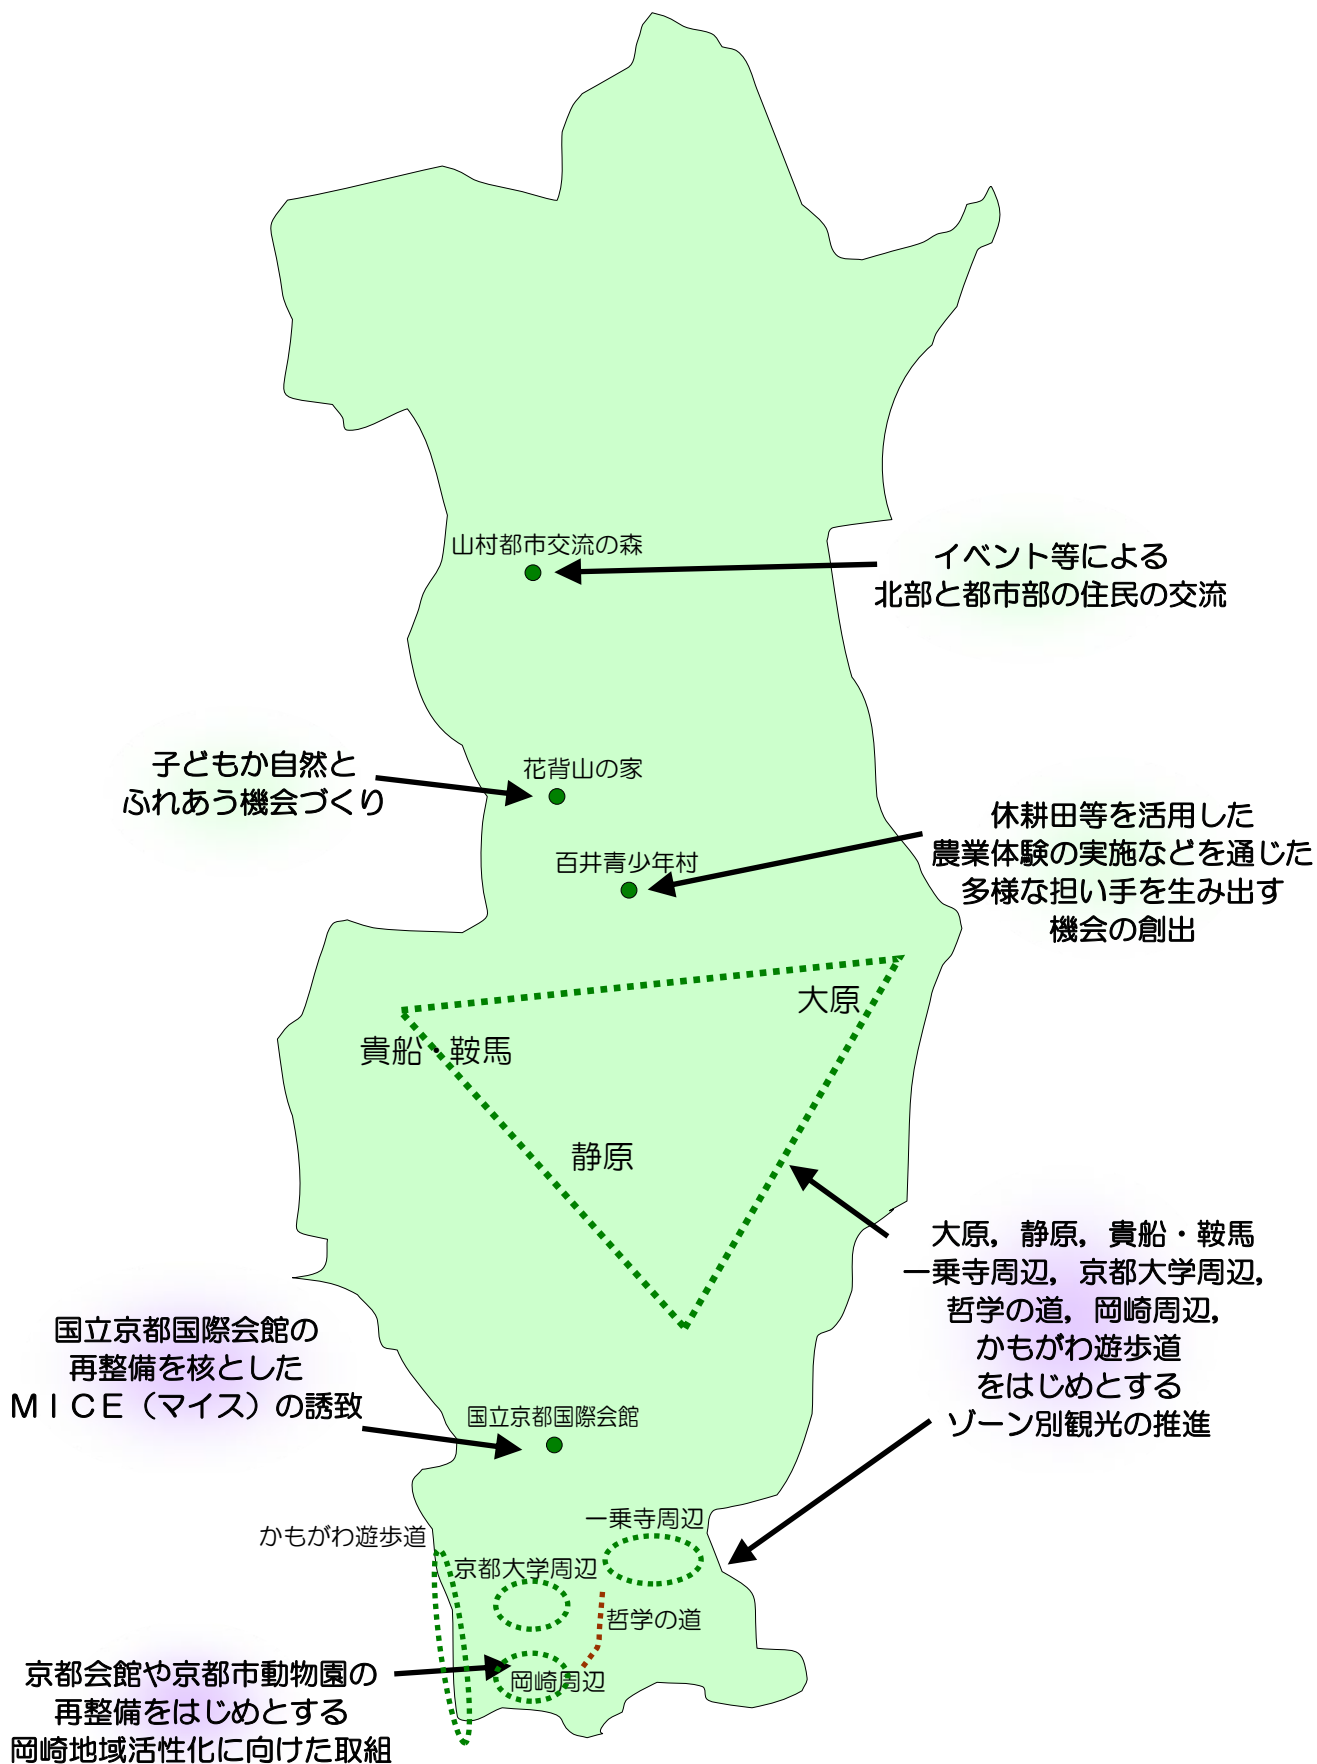 山村都市交流の森
イベント等による
北部と都市部の住民の交流
子どもか自然と
ふれあう機会づくり
花背山の家
百井青少年村
休耕田等を活用した
農業体験の実施などを通じた
多様な担い手を生み出す
機会の創出
大原
貴船・鞍馬
静原
大原，静原，貴船・鞍馬
一乗寺周辺，京都大学周辺，
哲学の道，岡崎周辺，
かもがわ遊歩道
をはじめとする
ゾーン別観光の推進
国立京都国際会館の
再整備を核とした
ＭＩＣＥ（マイス）の誘致
国立京都国際会館
一乗寺周辺
かもがわ遊歩道
京都大学周辺
哲学の道
岡崎周辺
京都会館や京都市動物園の
再整備をはじめとする
岡崎地域活性化に向けた取組